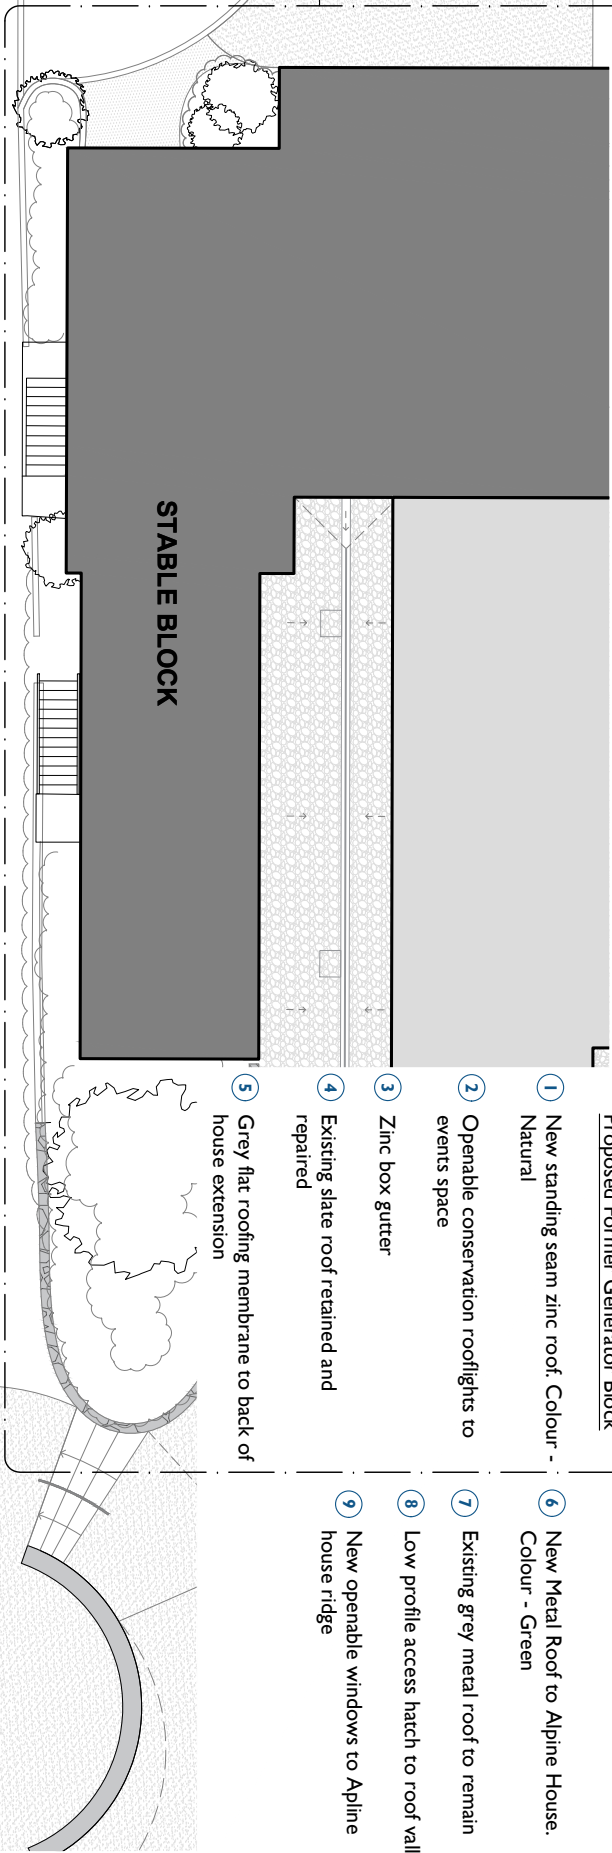 STABLE BLOCK
Proposed Former Generator Block
1 New standing seam zinc roof. Colour -
Natural
2 Openable conservation rooflights to
events space
3 Zinc box gutter
4 Existing slate roof retained and
repaired
5 Grey flat roofing membrane to back of
house extension
6 New Metal Roof to Alpine House.
Colour - Green
7 Existing grey metal roof to remain
8 Low profile access hatch to roof vall
9 New openable windows to Apline
house ridge